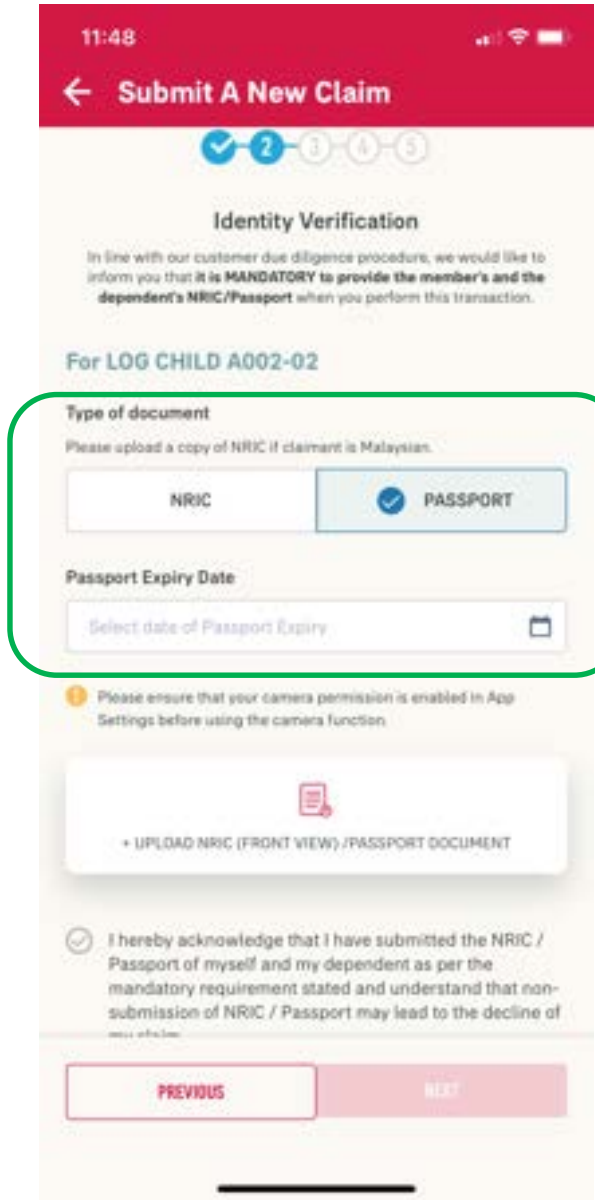 11:48
Submit A New Claim
2 3 4 5
Identity Verification
In line with our customer due diligence procedure, we would like to
inform you that it is MANDATORY to provide the member's and the
dependent's NRIC/Passport when you perform this transaction.
For LOG CHILD A002-02
Type of document
Please upload a copy of NRIC if claimant is Malaysian.
NRIC PASSPORT
Passport Expiry Date
Select date of Passport Expiry
Please ensure that your camera permission is enabled in App
Settings before using the camera function.
+ UPLOAD NRIC (FRONT VIEW) /PASSPORT DOCUMENT
I hereby acknowledge that I have submitted the NRIC /
Passport of myself and my dependent as per the
mandatory requirement stated and understand that non-
submission of NRIC / Passport may lead to the decline of
my claim
PREVIOUS NEXT